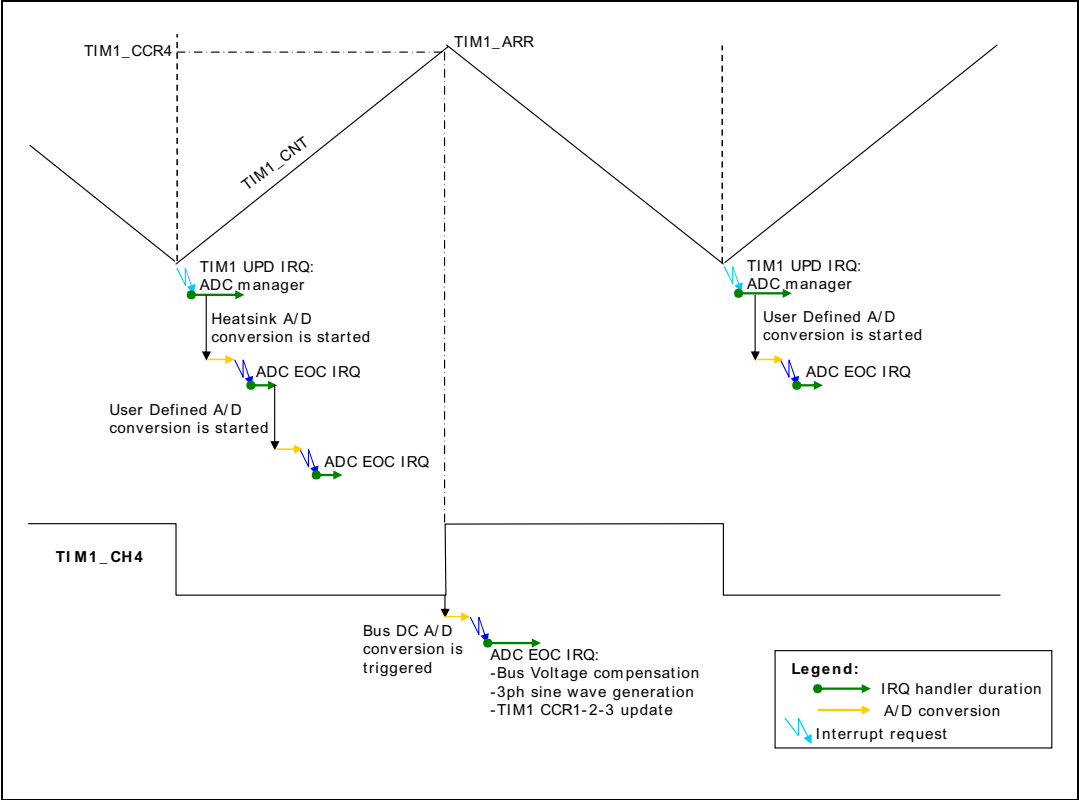 TIM1_CCR4
TIM1_ARR
TIM1_CNT
TIM1 UPD IRQ:
ADC manager
Heatsink A/D
conversion is started
ADC EOC IRQ
User Defined A/D
conversion is started
ADC EOC IRQ
TIM1 UPD IRQ:
ADC manager
User Defined A/D
conversion is started
ADC EOC IRQ
TIM1_CH4
Bus DC A/D
conversion is
triggered
ADC EOC IRQ:
-Bus Voltage compensation
-3ph sine wave generation
-TIM1 CCR1-2-3 update
Legend:
IRQ handler duration
A/D conversion
Interrupt request